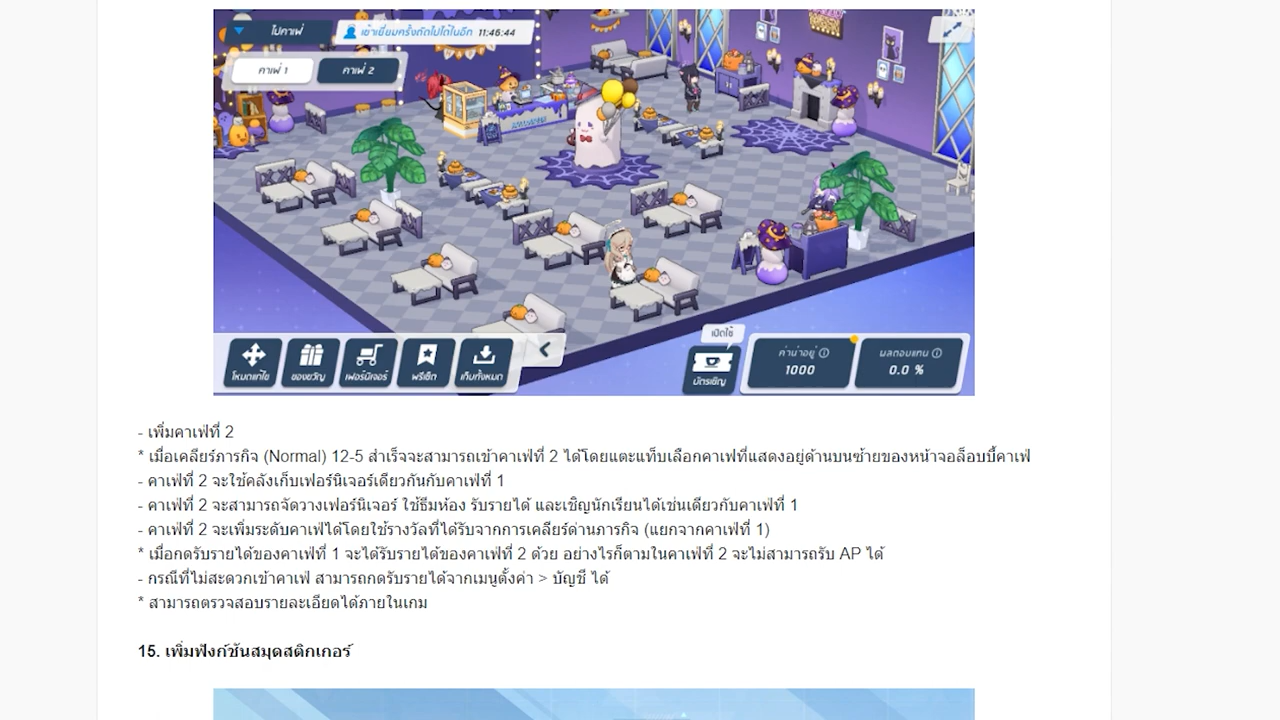 ไปคาเฟ่
เข้าเยี่ยมครั้งถัดไปได้ในอีก 11:46:44
คาเฟ่ 1
คาเฟ่ 2
โหมดแก้ไข
ของขวัญ
เฟอร์นิเจอร์
พรีเซ็ต
เก็บทั้งหมด
เปิดใช้
บัตรเชิญ
ค่าน่าอยู่
1000
ผลตอบแทน
0.0 %
- เพิ่มคาเฟ่ที่ 2
* เมื่อเคลียร์ภารกิจ (Normal) 12-5 สำเร็จจะสามารถเข้าคาเฟ่ที่ 2 ได้โดยแตะแท็บเลือกคาเฟ่ที่แสดงอยู่ด้านบนซ้ายของหน้าจอล็อบบี้คาเฟ่
- คาเฟ่ที่ 2 จะใช้คลังเก็บเฟอร์นิเจอร์เดียวกันกับคาเฟ่ที่ 1
- คาเฟ่ที่ 2 จะสามารถจัดวางเฟอร์นิเจอร์ ใช้ธีมห้อง รับรายได้ และเชิญนักเรียนได้เช่นเดียวกับคาเฟ่ที่ 1
- คาเฟ่ที่ 2 จะเพิ่มระดับคาเฟ่ได้โดยใช้รางวัลที่ได้รับจากการเคลียร์ด่านภารกิจ (แยกจากคาเฟ่ที่ 1)
* เมื่อกดรับรายได้ของคาเฟ่ที่ 1 จะได้รับรายได้ของคาเฟ่ที่ 2 ด้วย อย่างไรก็ตามในคาเฟ่ที่ 2 จะไม่สามารถรับ AP ได้
- กรณีที่ไม่สะดวกเข้าคาเฟ่ สามารถกดรับรายได้จากเมนูตั้งค่า > บัญชี ได้
* สามารถตรวจสอบรายละเอียดได้ภายในเกม
15. เพิ่มฟังก์ชันสมุดสติกเกอร์